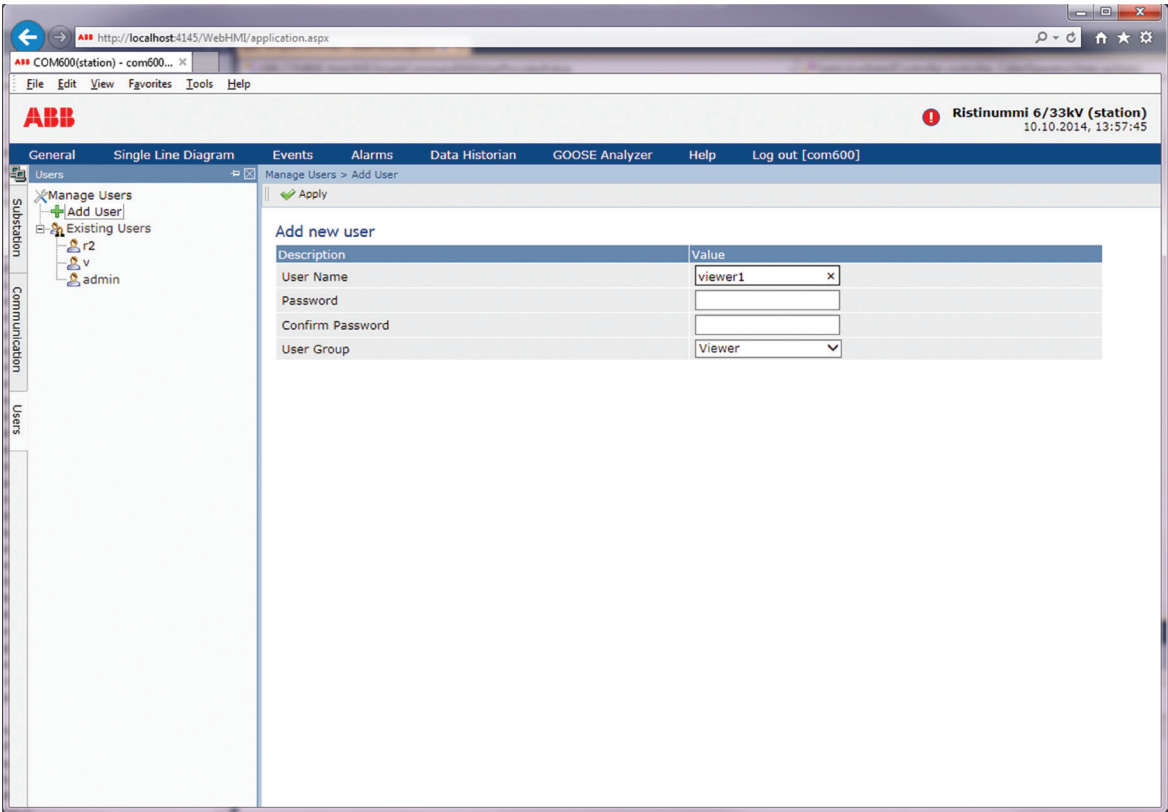 ABB http://localhost:4145/WebHMI/application.aspx
ABB COM600(station) - com600... ×
File Edit View Favorites Tools Help
ABB
Ristinummi 6/33kV (station)
10.10.2014, 13:57:45
General Single Line Diagram Events Alarms Data Historian GOOSE Analyzer Help Log out [com600]
Users
Manage Users > Add User
Apply
Substation
Communication
Users
Manage Users
Add User
Existing Users
r2
v
admin
Add new user
Description Value
User Name viewer1 ×
Password
Confirm Password
User Group Viewer